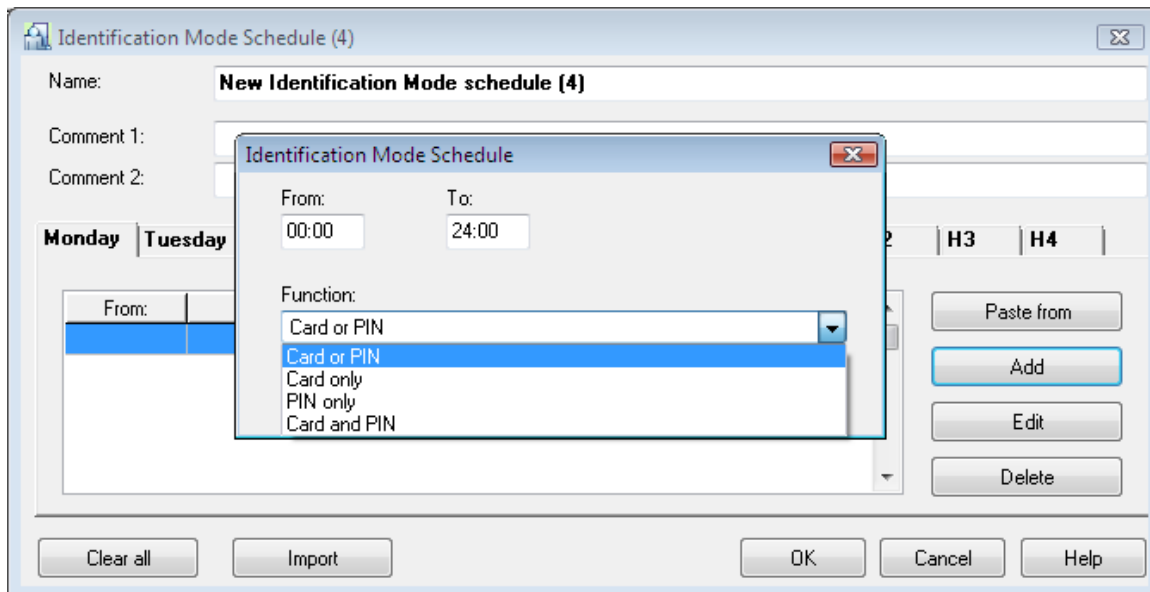 Identification Mode Schedule (4)
Name: New Identification Mode schedule (4)
Comment 1:
Comment 2:
Identification Mode Schedule
From: To:
00:00 24:00
Function:
Card or PIN
Card or PIN
Card only
PIN only
Card and PIN
Monday Tuesday 2 H3 H4
From:
Paste from
Add
Edit
Delete
Clear all Import OK Cancel Help